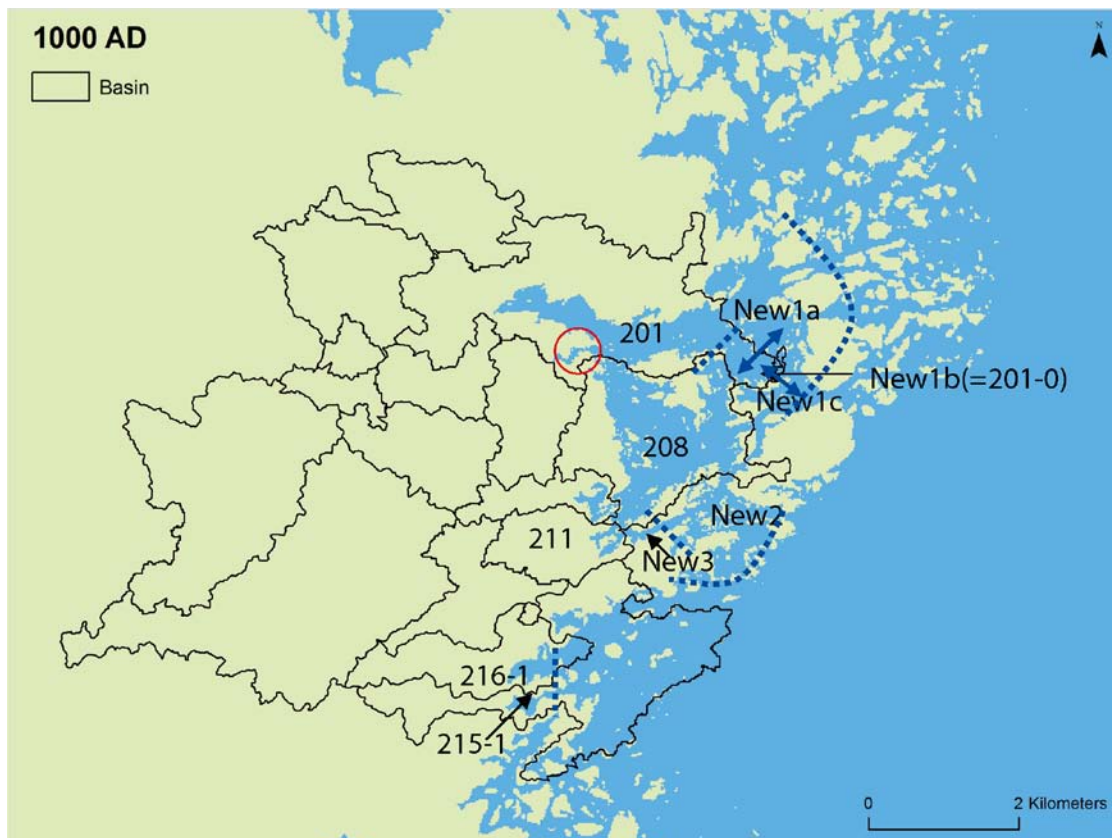 1000 AD
Basin
N
201
New1a
New1b(=201-0)
New1c
208
New2
211
New3
216-1
215-1
0
2 Kilometers